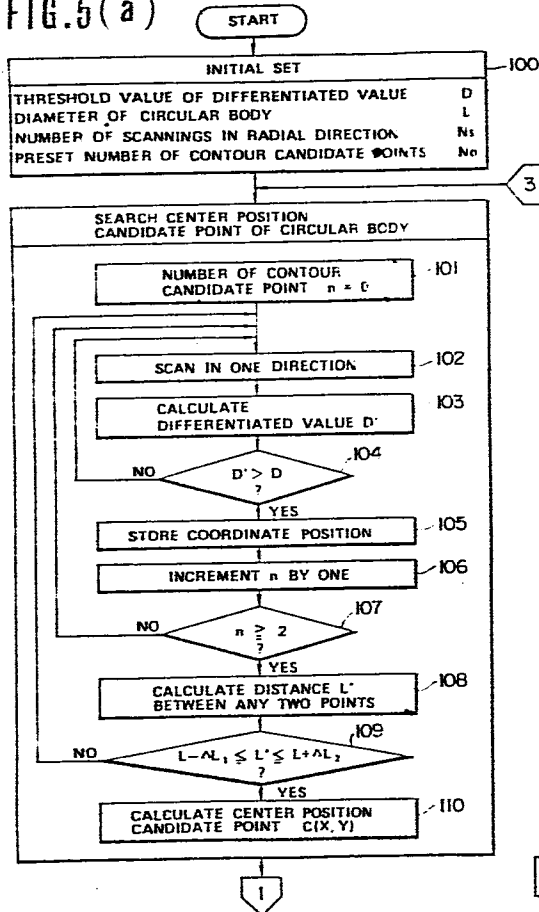 FIG.5(a)
START
INITIAL SET
100
THRESHOLD VALUE OF DIFFERENTIATED VALUE D
DIAMETER OF CIRCULAR BODY L
NUMBER OF SCANNINGS IN RADIAL DIRECTION Ns
PRESET NUMBER OF CONTOUR CANDIDATE POINTS No
3
SEARCH CENTER POSITION
CANDIDATE POINT OF CIRCULAR BODY
NUMBER OF CONTOUR
CANDIDATE POINT n = 0
101
SCAN IN ONE DIRECTION
102
CALCULATE
DIFFERENTIATED VALUE D'
103
D' > D
?
104
NO
YES
STORE COORDINATE POSITION
105
INCREMENT n BY ONE
106
n ≧ 2
?
107
NO
YES
CALCULATE DISTANCE L'
BETWEEN ANY TWO POINTS
108
L-ΔL₁ ≦ L' ≦ L+ΔL₂
?
109
NO
YES
CALCULATE CENTER POSITION
CANDIDATE POINT C(X,Y)
110
1